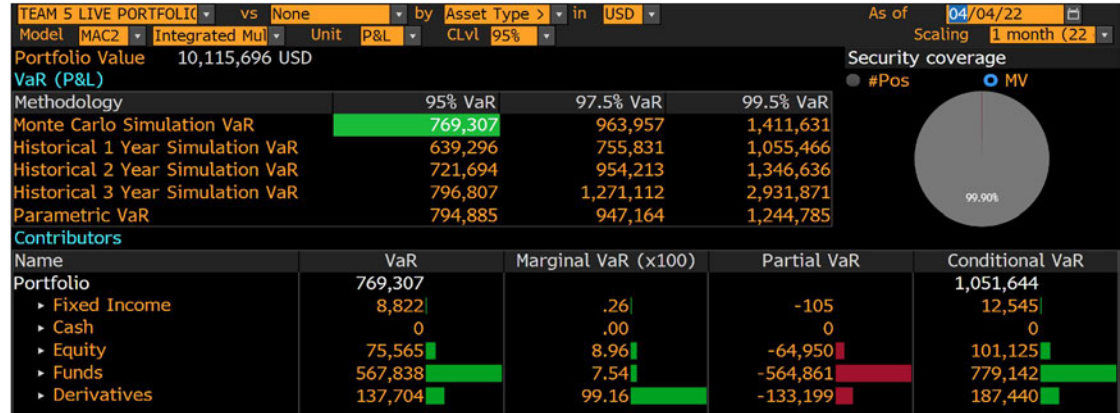 TEAM 5 LIVE PORTFOLIO vs None by Asset Type > in USD As of 04/04/22
Model MAC2 Integrated Mul Unit P&L CLvl 95% Scaling 1 month (22
Portfolio Value 10,115,696 USD Security coverage
VaR (P&L) #Pos MV
Methodology 95% VaR 97.5% VaR 99.5% VaR
Monte Carlo Simulation VaR 769,307 963,957 1,411,631
Historical 1 Year Simulation VaR 639,296 755,831 1,055,466
Historical 2 Year Simulation VaR 721,694 954,213 1,346,636
Historical 3 Year Simulation VaR 796,807 1,271,112 2,931,871
99.90%
Parametric VaR 794,885 947,164 1,244,785
Contributors
Name VaR Marginal VaR (x100) Partial VaR Conditional VaR
Portfolio 769,307 1,051,644
Fixed Income 8,822 .26 -105 12,545
Cash 0 .00 0 0
Equity 75,565 8.96 -64,950 101,125
Funds 567,838 7.54 -564,861 779,142
Derivatives 137,704 99.16 -133,199 187,440